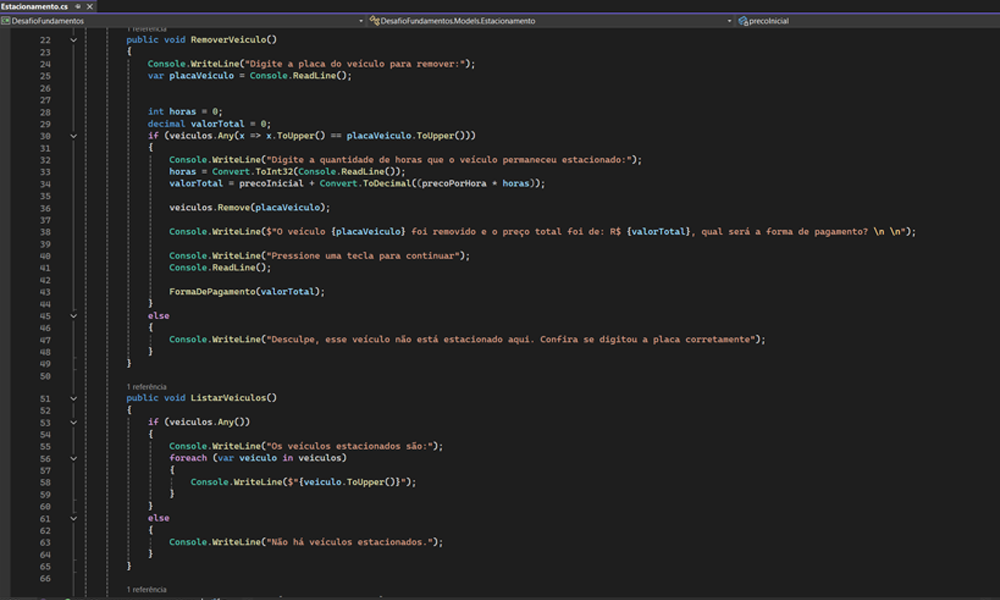 Estacionamento.cs
DesafioFundamentos DesafioFundamentos.Models.Estacionamento precoInicial
1 referência
22 public void RemoverVeiculo()
23 {
24 Console.WriteLine("Digite a placa do veículo para remover:");
25 var placaVeiculo = Console.ReadLine();
26
27
28 int horas = 0;
29 decimal valorTotal = 0;
30 if (veiculos.Any(x => x.ToUpper() == placaVeiculo.ToUpper()))
31 {
32 Console.WriteLine("Digite a quantidade de horas que o veículo permaneceu estacionado:");
33 horas = Convert.ToInt32(Console.ReadLine());
34 valorTotal = precoInicial + Convert.ToDecimal((precoPorHora * horas));
35
36 veiculos.Remove(placaVeiculo);
37
38 Console.WriteLine($"O veículo {placaVeiculo} foi removido e o preço total foi de: R$ {valorTotal}, qual será a forma de pagamento? \n \n");
39
40 Console.WriteLine("Pressione uma tecla para continuar");
41 Console.ReadLine();
42
43 FormaDePagamento(valorTotal);
44 }
45 else
46 {
47 Console.WriteLine("Desculpe, esse veículo não está estacionado aqui. Confira se digitou a placa corretamente");
48 }
49 }
50
1 referência
51 public void ListarVeiculos()
52 {
53 if (veiculos.Any())
54 {
55 Console.WriteLine("Os veículos estacionados são:");
56 foreach (var veiculo in veiculos)
57 {
58 Console.WriteLine($"{veiculo.ToUpper()}");
59 }
60 }
61 else
62 {
63 Console.WriteLine("Não há veículos estacionados.");
64 }
65 }
66
1 referência